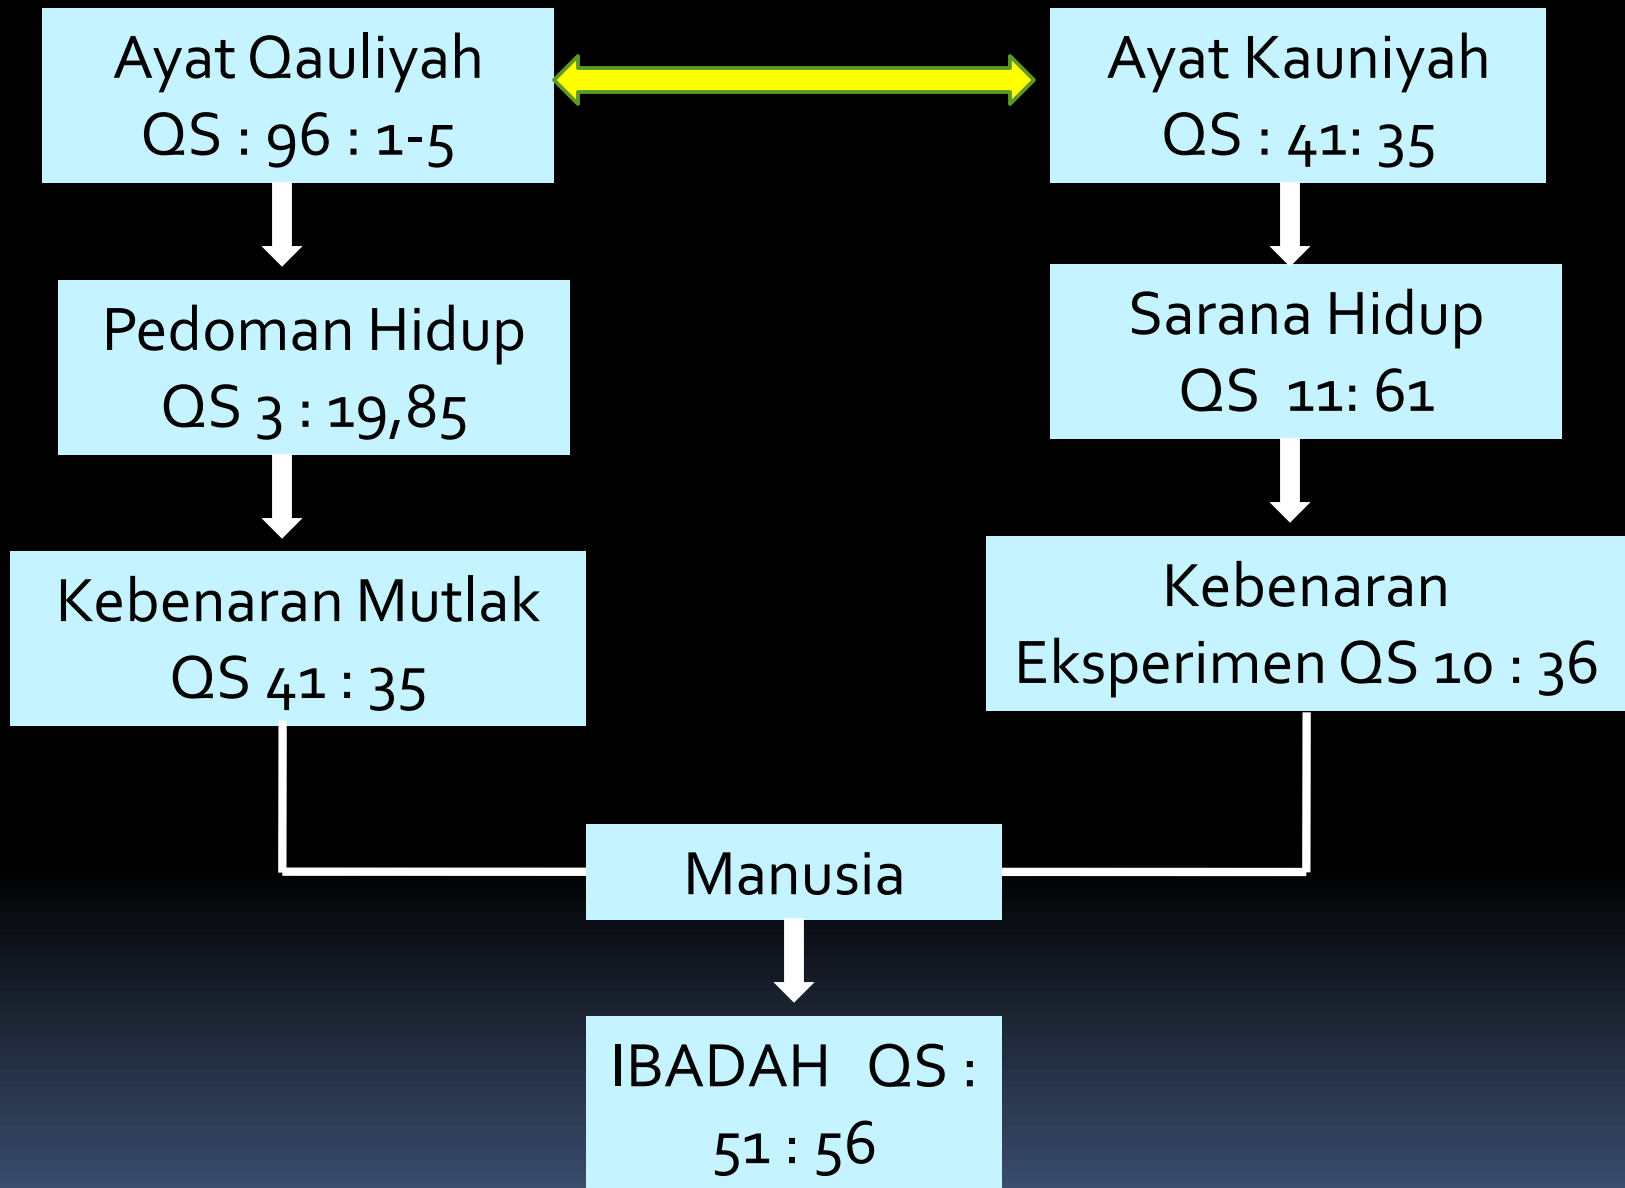 Ayat Qauliyah
QS : 96 : 1-5
Ayat Kauniyah
QS : 41: 35
Pedoman Hidup
QS 3 : 19,85
Sarana Hidup
QS 11: 61
Kebenaran Mutlak
QS 41 : 35
Kebenaran
Eksperimen QS 10 : 36
Manusia
IBADAH QS :
51 : 56